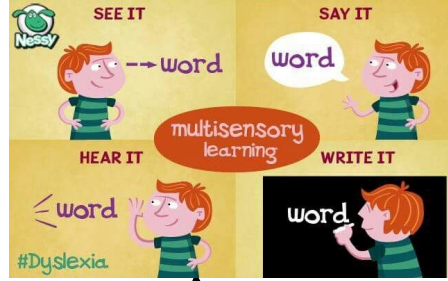 Nessy
SEE IT
word
SAY IT
word
multisensory
learning
HEAR IT
word
#Dyslexia
WRITE IT
word